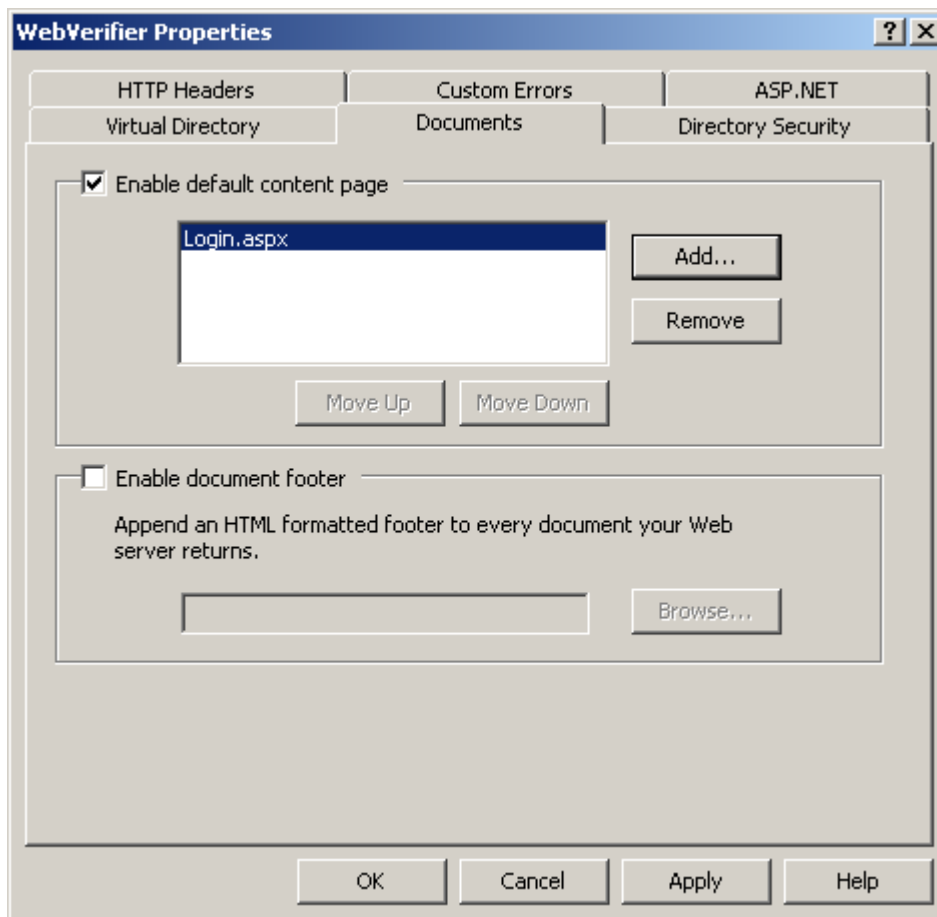 WebVerifier Properties
HTTP Headers
Custom Errors
ASP.NET
Virtual Directory
Documents
Directory Security
Enable default content page
Login.aspx
Add...
Remove
Move Up
Move Down
Enable document footer
Append an HTML formatted footer to every document your Web
server returns.
Browse...
OK
Cancel
Apply
Help